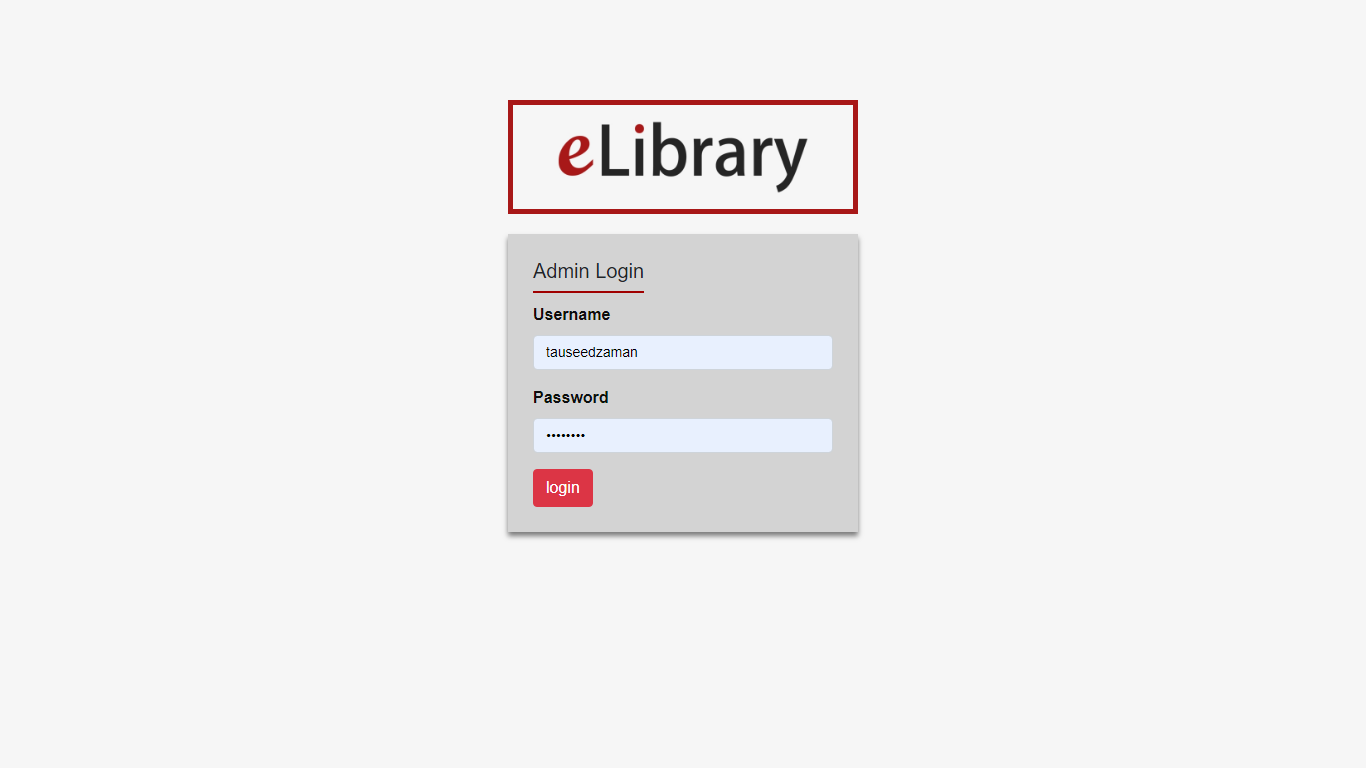 eLibrary
Admin Login
Username
tauseedzaman
Password
••••••••
login